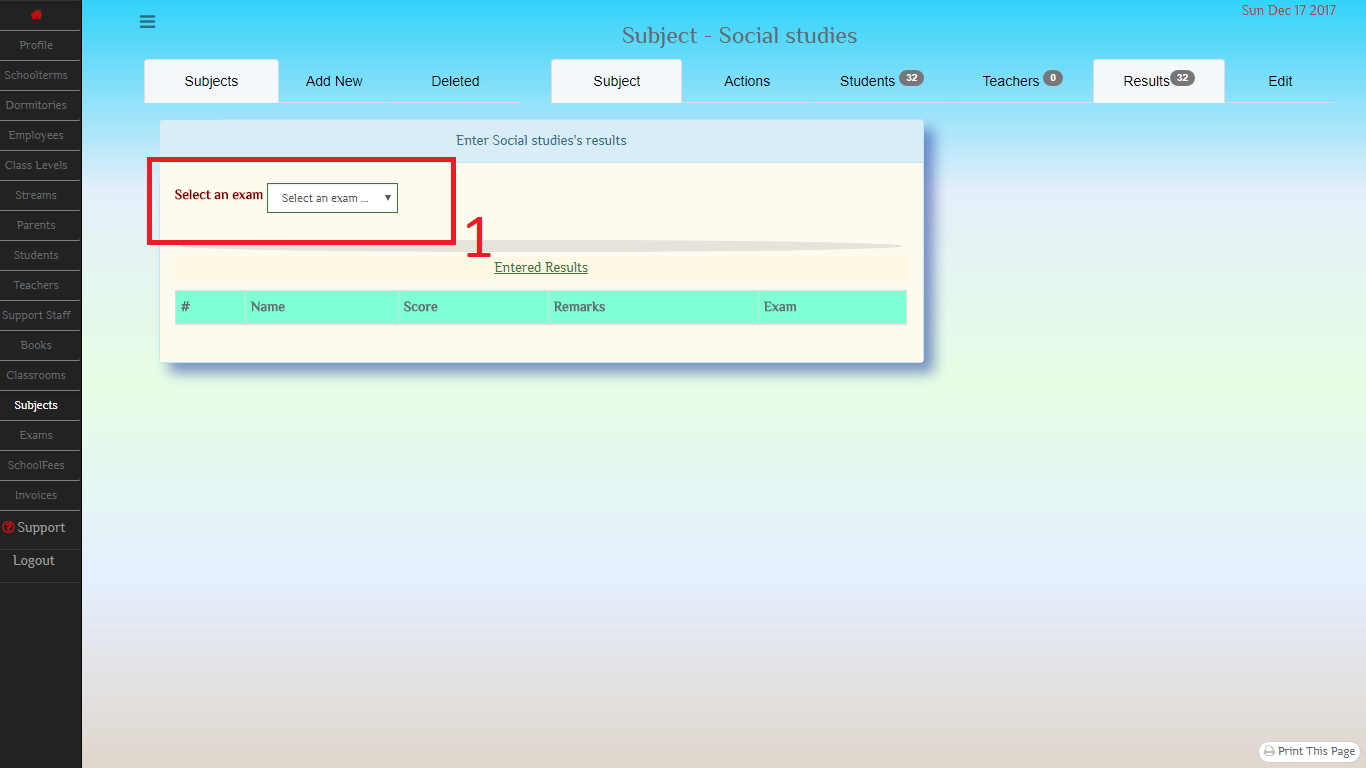 Sun Dec 17 2017
Subject - Social studies
Profile
Schoolterms
Dormitories
Employees
Class Levels
Streams
Parents
Students
Teachers
Support Staff
Books
Classrooms
Subjects
Exams
SchoolFees
Invoices
Support
Logout
Subjects Add New Deleted Subject Actions Students 32 Teachers 0 Results 32 Edit
Enter Social studies's results
Select an exam Select an exam ...
1
Entered Results
# Name Score Remarks Exam
Print This Page